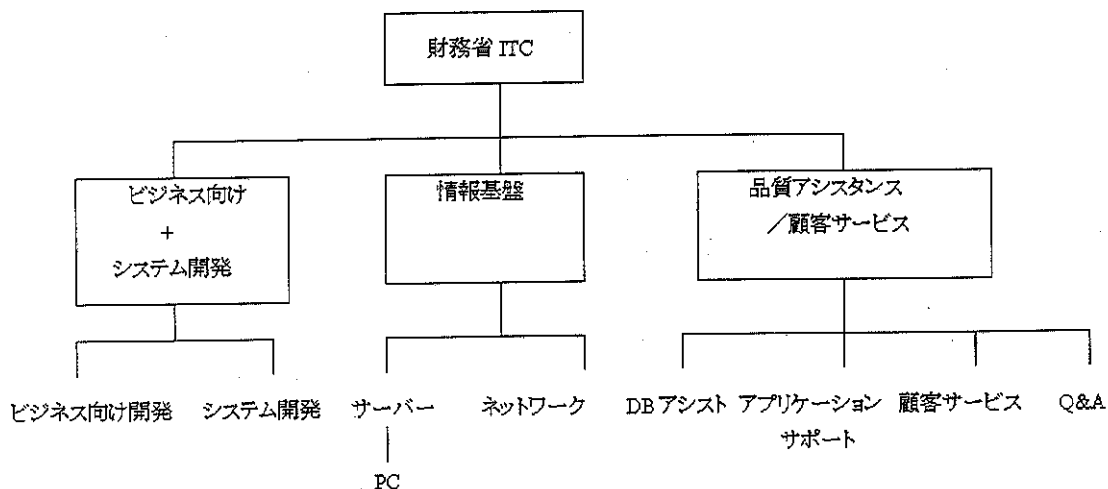 財務省 ITC
ビジネス向け
+
システム開発
情報基盤
品質アシスタンス
／顧客サービス
ビジネス向け開発
システム開発
サーバー
ネットワーク
DBアシスト
アプリケーション
サポート
顧客サービス
Q&A
PC